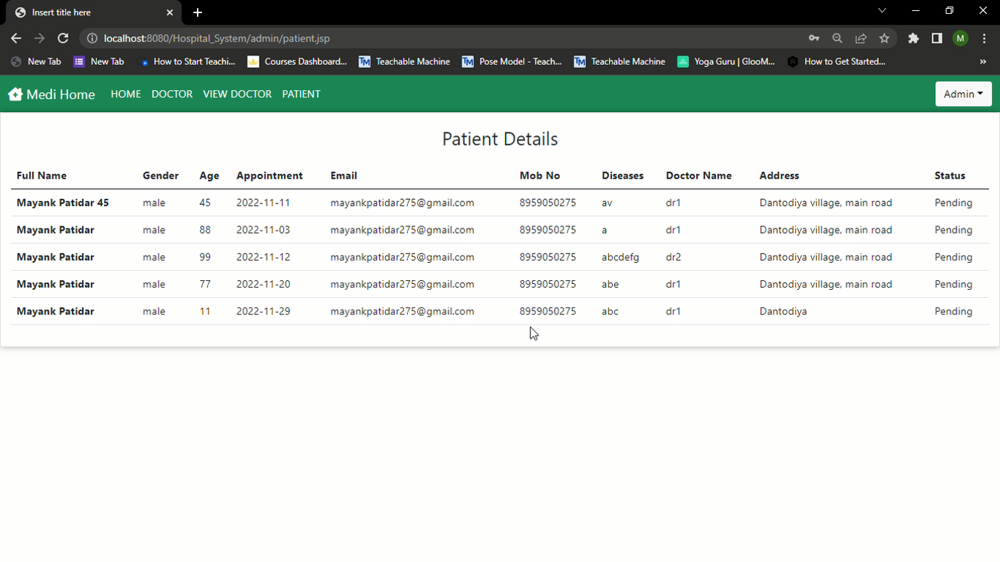 Insert title here
localhost:8080/Hospital_System/admin/patient.jsp
M
New Tab New Tab How to Start Teachi... Courses Dashboard... Teachable Machine Pose Model - Teach... Teachable Machine Yoga Guru | GlooM... How to Get Started... »
Medi Home HOME DOCTOR VIEW DOCTOR PATIENT Admin
Patient Details
Full Name Gender Age Appointment Email Mob No Diseases Doctor Name Address Status
Mayank Patidar 45 male 45 2022-11-11 mayankpatidar275@gmail.com 8959050275 av dr1 Dantodiya village, main road Pending
Mayank Patidar male 88 2022-11-03 mayankpatidar275@gmail.com 8959050275 a dr1 Dantodiya village, main road Pending
Mayank Patidar male 99 2022-11-12 mayankpatidar275@gmail.com 8959050275 abcdefg dr2 Dantodiya village, main road Pending
Mayank Patidar male 77 2022-11-20 mayankpatidar275@gmail.com 8959050275 abe dr1 Dantodiya village, main road Pending
Mayank Patidar male 11 2022-11-29 mayankpatidar275@gmail.com 8959050275 abc dr1 Dantodiya Pending